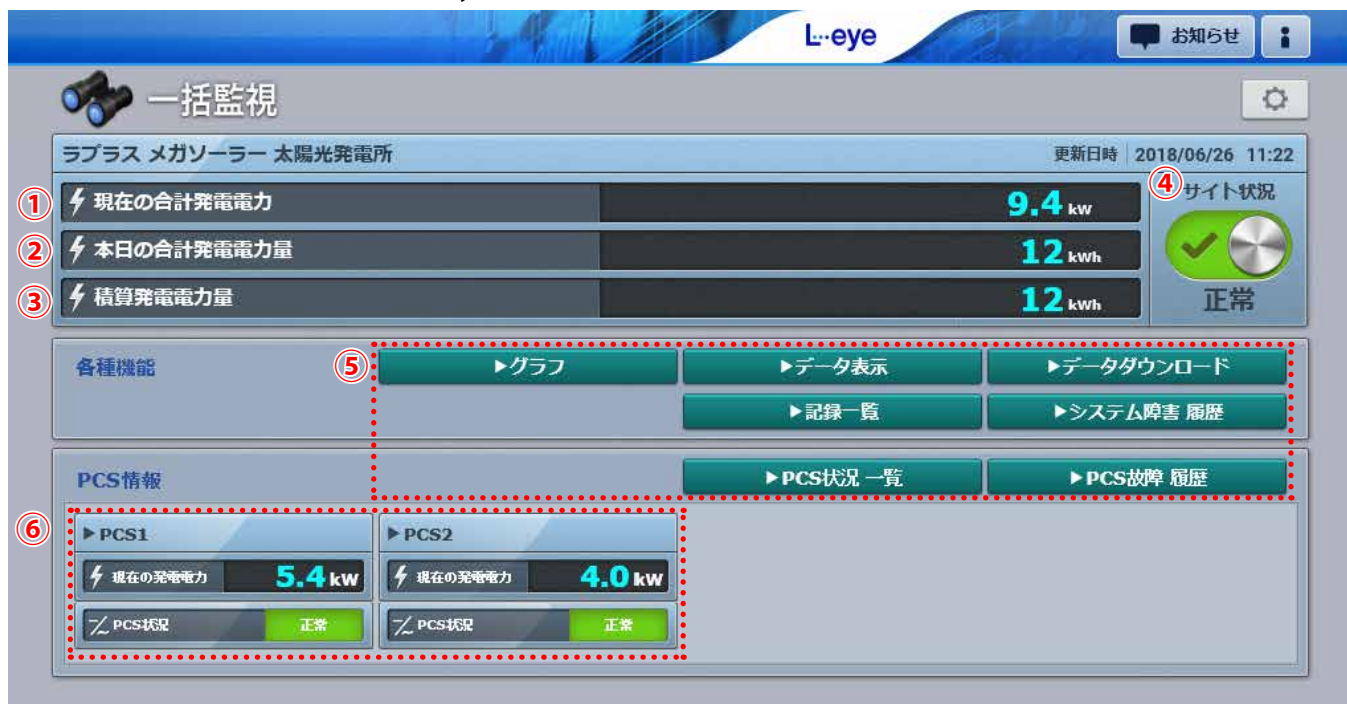 L…eye
お知らせ
一括監視
ラプラス メガソーラー 太陽光発電所 更新日時 2018/06/26 11:22
① 現在の合計発電電力 9.4 kW ④ サイト状況
② 本日の合計発電電力量 12 kWh
③ 積算発電電力量 12 kWh 正常
各種機能 ⑤ ▶グラフ ▶データ表示 ▶データダウンロード
▶記録一覧 ▶システム障害 履歴
PCS情報 ▶PCS状況 一覧 ▶PCS故障 履歴
⑥ ▶PCS1 ▶PCS2
現在の発電電力 5.4 kW 現在の発電電力 4.0 kW
PCS状況 正常 PCS状況 正常